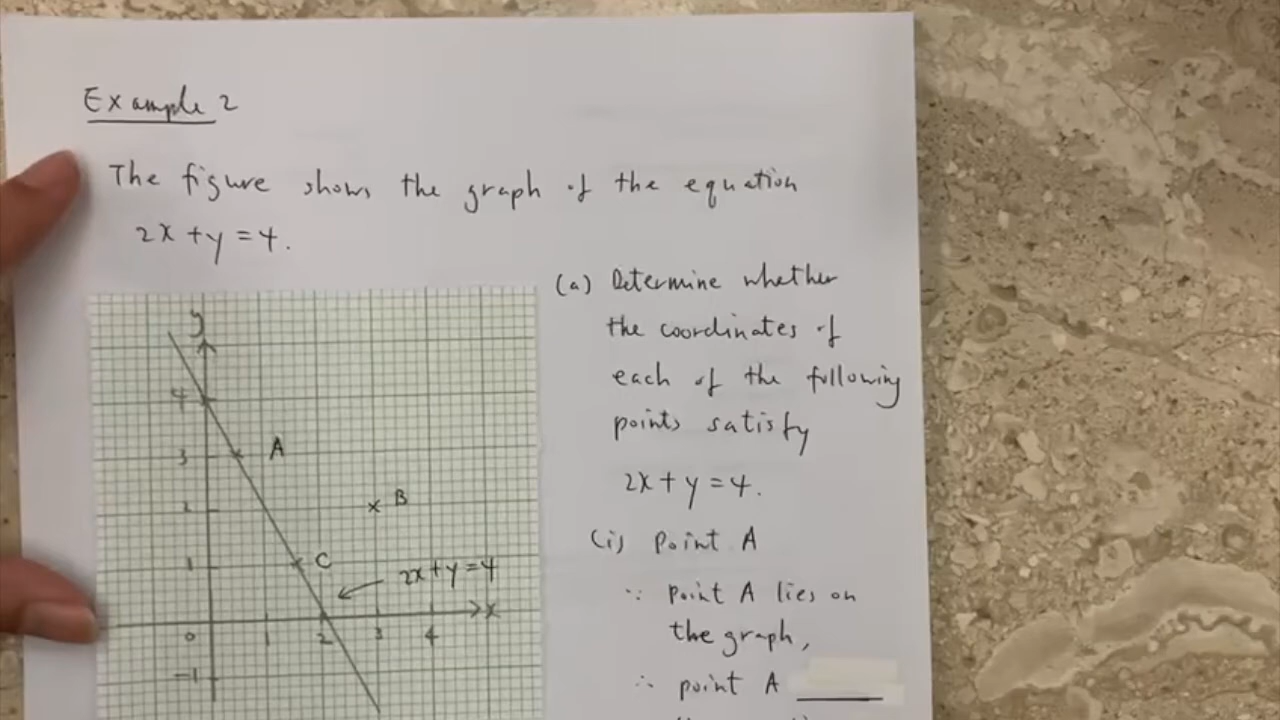 Example 2
The figure shows the graph of the equation
2x + y = 4.
(a) Determine whether
the coordinates of
each of the following
points satisfy
2x + y = 4.
(i) Point A
∵ point A lies on
the graph,
∴ point A
y
4
A
3
B
2
C
1
2x + y = 4
x
0 1 2 3 4
-1